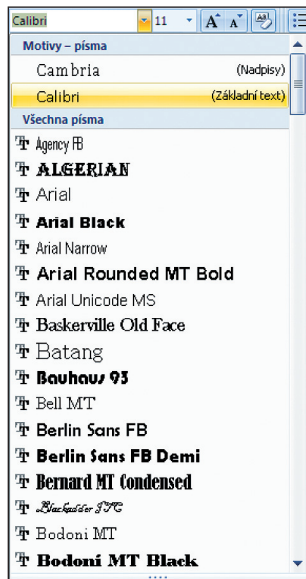 Calibri 11 A A Aa
Motivy – písma
Cambria (Nadpisy)
Calibri (Základní text)
Všechna písma
Agency FB
ALGERIAN
Arial
Arial Black
Arial Narrow
Arial Rounded MT Bold
Arial Unicode MS
Baskerville Old Face
Batang
Bauhaus 93
Bell MT
Berlin Sans FB
Berlin Sans FB Demi
Bernard MT Condensed
Blackadder ITC
Bodoni MT
Bodoni MT Black